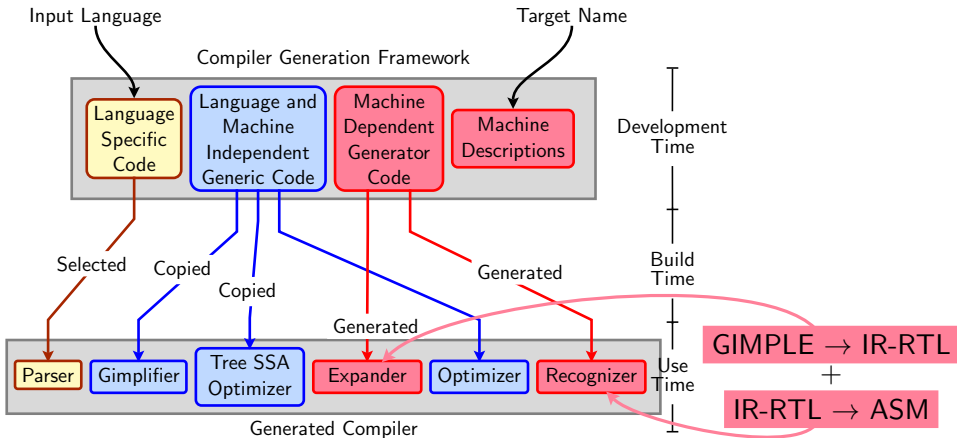 Input Language
Target Name
Compiler Generation Framework
Language
Specific
Code
Language and
Machine
Independent
Generic Code
Machine
Dependent
Generator
Code
Machine
Descriptions
Development
Time
Selected
Copied
Copied
Generated
Generated
Build
Time
Parser
Gimplifier
Tree SSA
Optimizer
Expander
Optimizer
Recognizer
Use
Time
GIMPLE → IR-RTL
+
IR-RTL → ASM
Generated Compiler